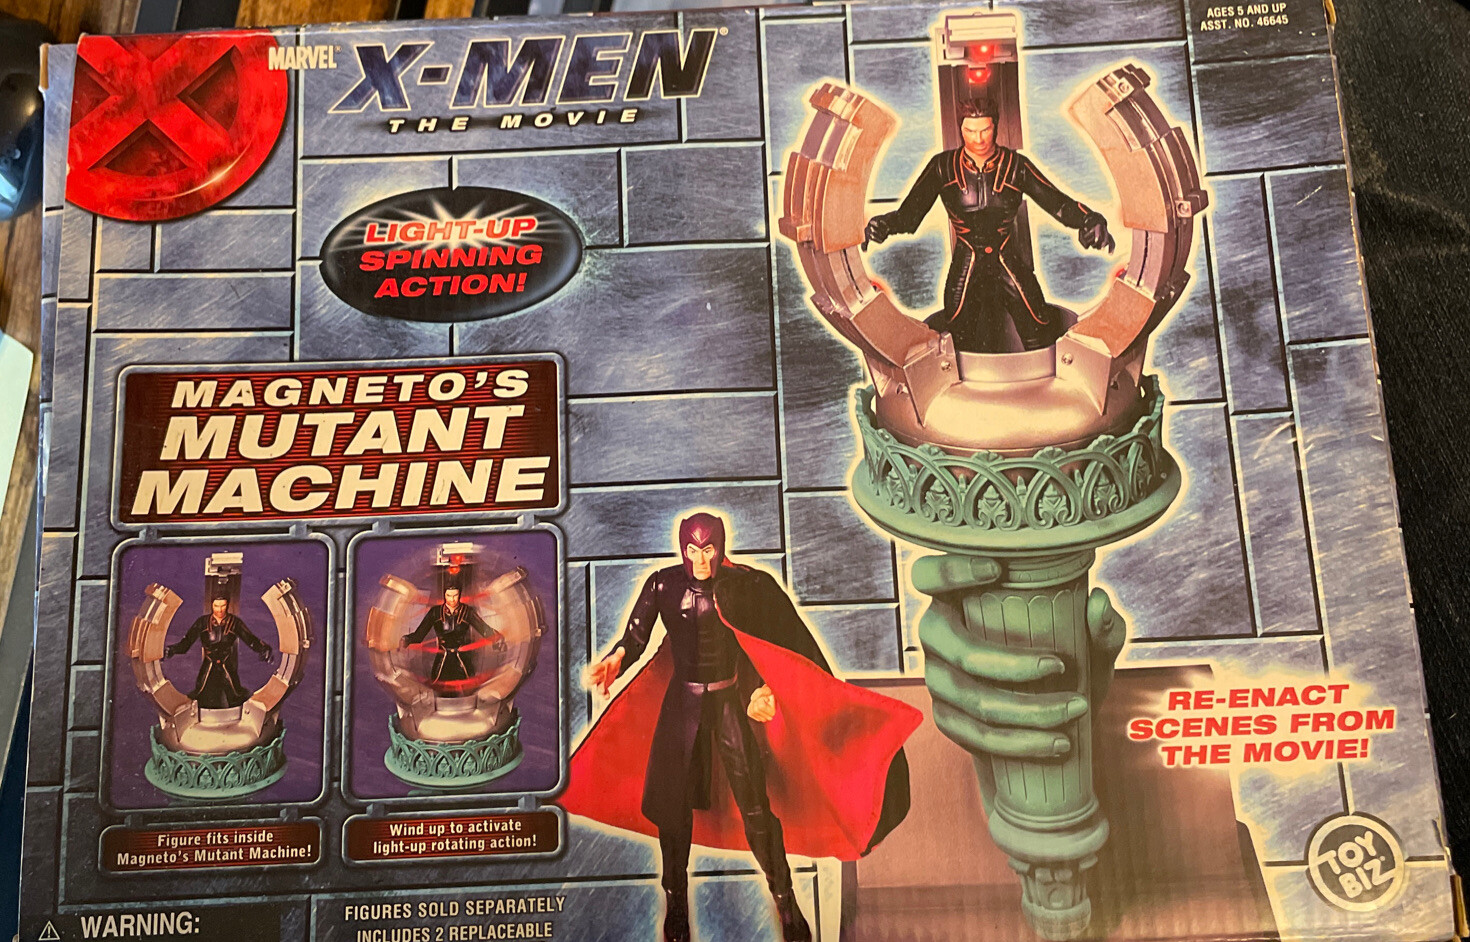 MARVEL®
X-MEN®
THE MOVIE
AGES 5 AND UP
ASST. NO. 46645
LIGHT-UP
SPINNING
ACTION!
MAGNETO'S
MUTANT
MACHINE
Figure fits inside
Magneto's Mutant Machine!
Wind up to activate
light-up rotating action!
RE-ENACT
SCENES FROM
THE MOVIE!
TOY
BIZ®
WARNING:
FIGURES SOLD SEPARATELY
INCLUDES 2 REPLACEABLE